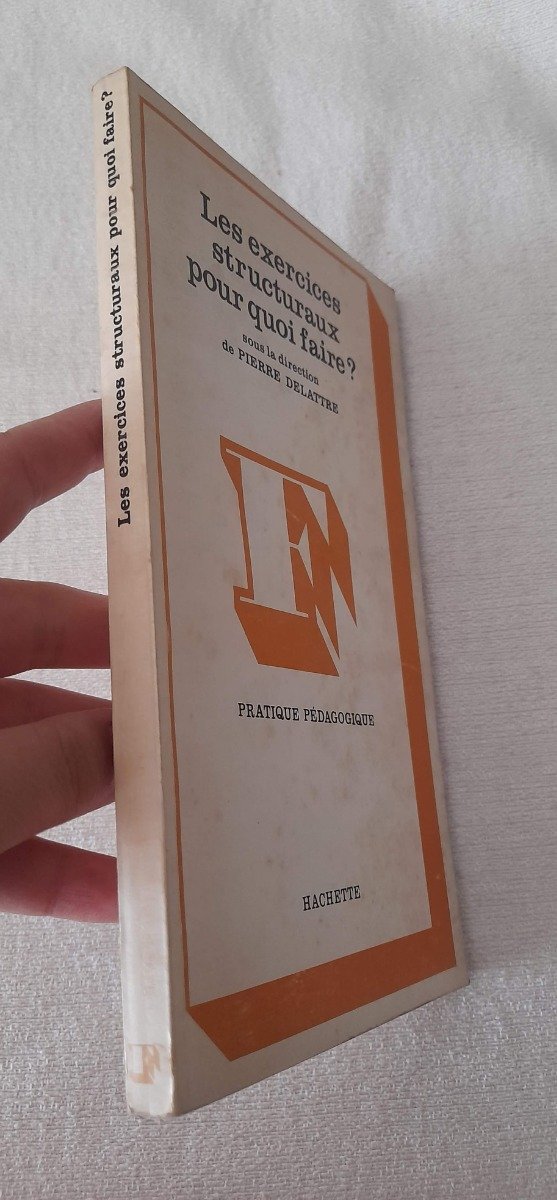 Les exercices structuraux pour quoi faire?
Les exercices
structuraux
pour quoi faire?
sous la direction
de PIERRE DELATTRE
F
PRATIQUE PÉDAGOGIQUE
HACHETTE
F